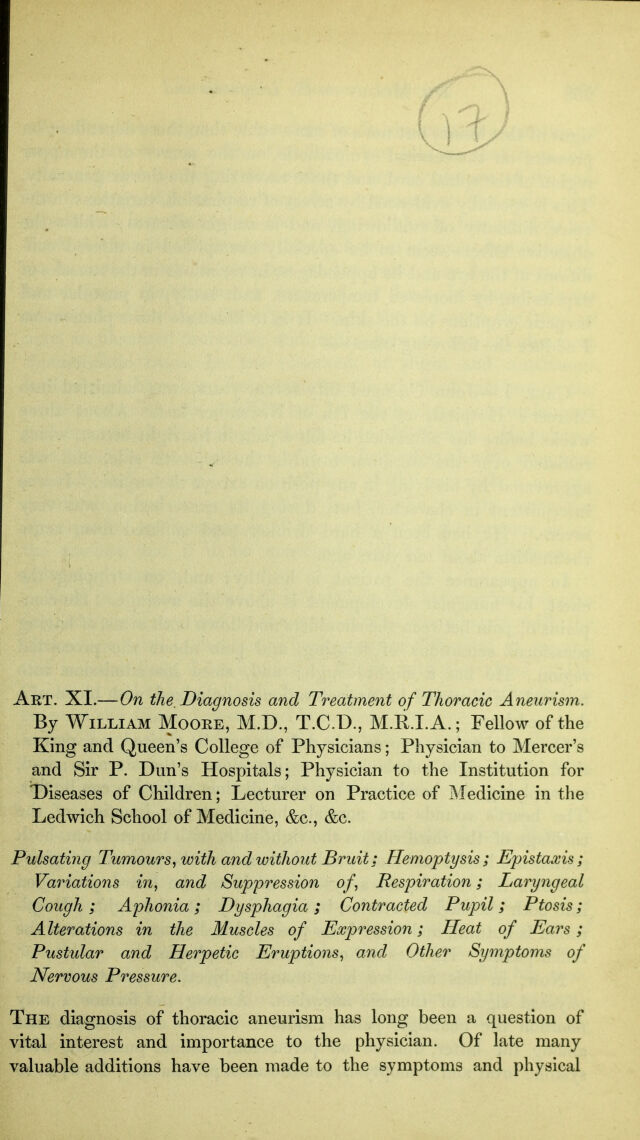 17
ART. XI.—On the Diagnosis and Treatment of Thoracic Aneurism.
By WILLIAM MOORE, M.D., T.C.D., M.R.I.A.; Fellow of the
King and Queen's College of Physicians; Physician to Mercer's
and Sir P. Dun's Hospitals; Physician to the Institution for
Diseases of Children; Lecturer on Practice of Medicine in the
Ledwich School of Medicine, &c., &c.
Pulsating Tumours, with and without Bruit; Hemoptysis; Epistaxis;
Variations in, and Suppression of, Respiration; Laryngeal
Cough; Aphonia; Dysphagia; Contracted Pupil; Ptosis;
Alterations in the Muscles of Expression; Heat of Ears;
Pustular and Herpetic Eruptions, and Other Symptoms of
Nervous Pressure.
THE diagnosis of thoracic aneurism has long been a question of
vital interest and importance to the physician. Of late many
valuable additions have been made to the symptoms and physical